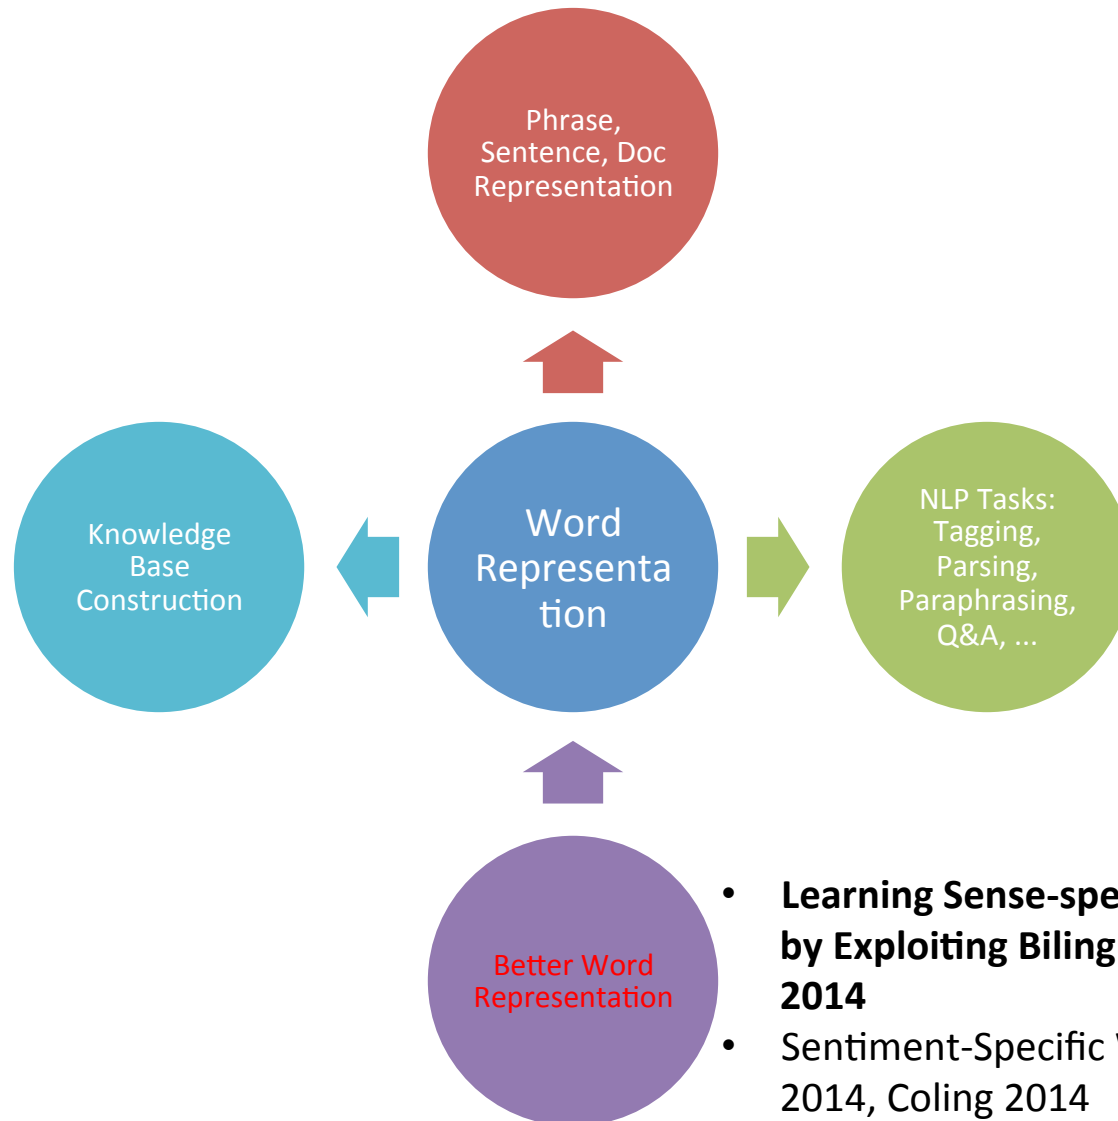 Phrase,
Sentence, Doc
Representation
Knowledge
Base
Construction
Word
Representa
tion
NLP Tasks:
Tagging,
Parsing,
Paraphrasing,
Q&A, ...
Better Word
Representation
• Learning Sense-spe
by Exploiting Biling
2014
• Sentiment-Specific
2014, Coling 2014